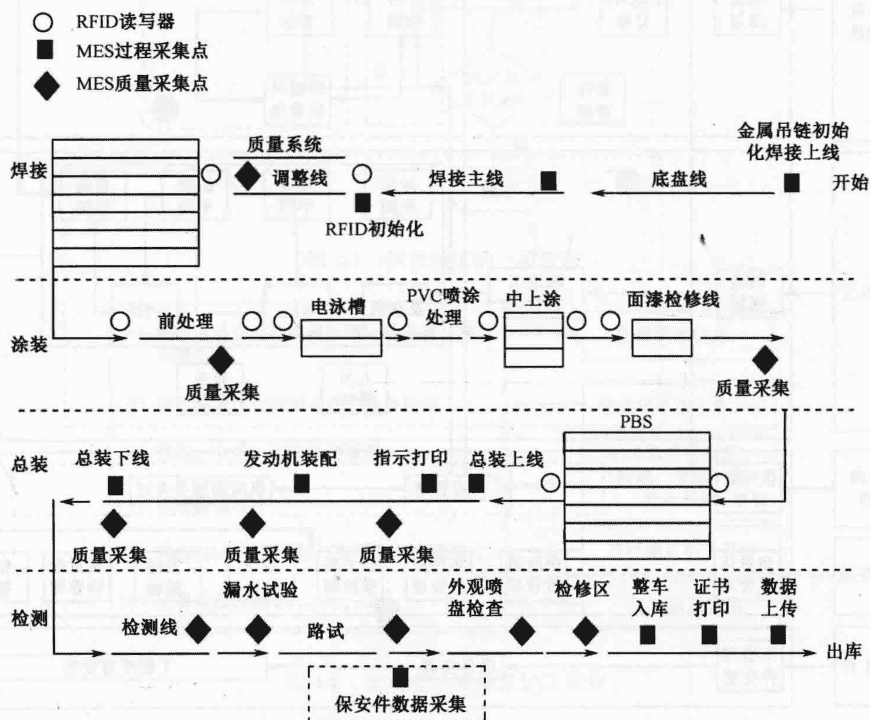 RFID读写器
MES过程采集点
MES质量采集点
金属吊链初始
化焊接上线
质量系统
焊接
调整线
焊接主线
底盘线
开始
RFID初始化
PVC喷涂
处理
电泳槽
中上涂
面漆检修线
前处理
涂装
质量采集
质量采集
PBS
总装
总装下线
发动机装配
指示打印
总装上线
质量采集
质量采集
质量采集
漏水试验
外观喷
盘检查
检修区
整车
入库
证书
打印
数据
上传
检测
检测线
路试
出库
保安件数据采集